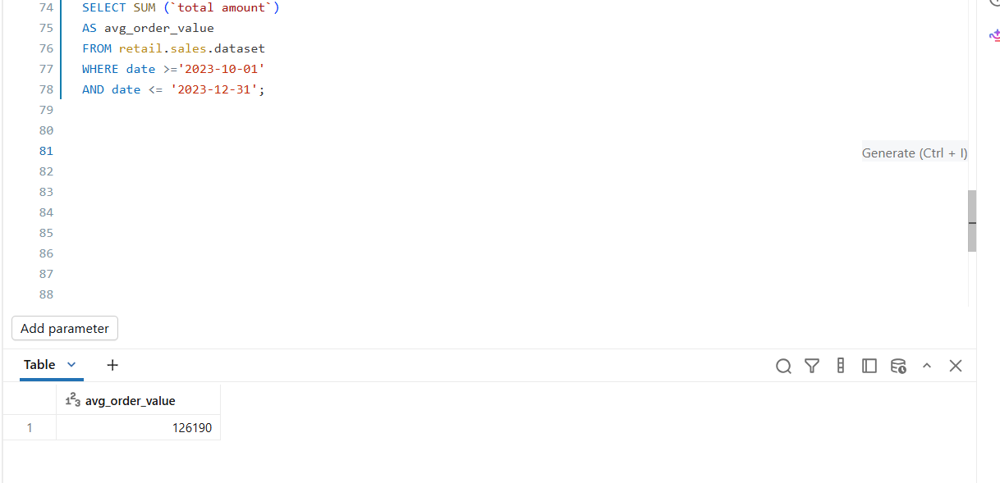 74 SELECT SUM (`total amount`)
75 AS avg_order_value
76 FROM retail.sales.dataset
77 WHERE date >='2023-10-01'
78 AND date <= '2023-12-31';
79
80
81
Generate (Ctrl + I)
82
83
84
85
86
87
88
Add parameter
Table
123 avg_order_value
1 126190